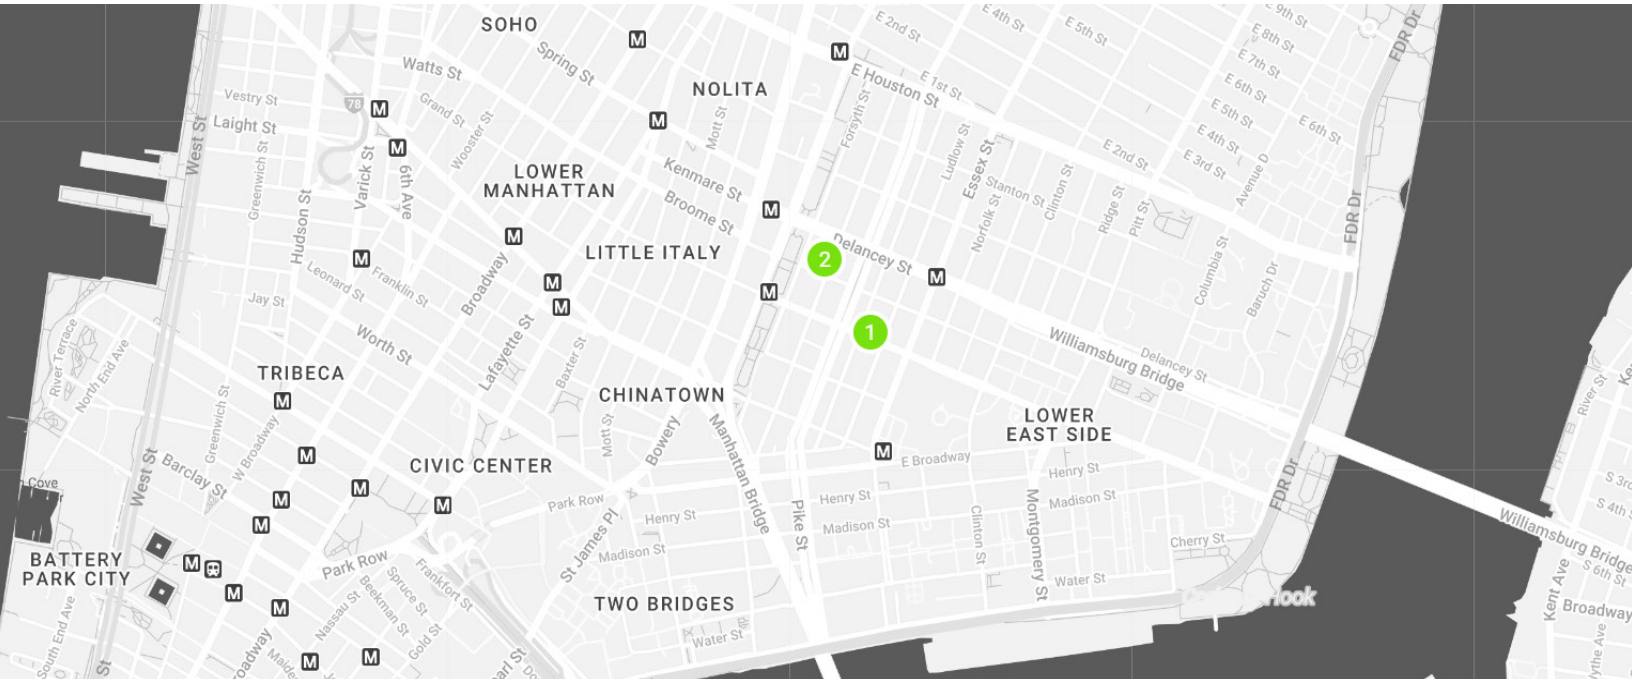 SOHO
E 2nd St
E 4th St
E 5th St
E 9th St
E 8th St
FDR Dr
Watts St
Spring St
NOLITA
E Houston St
E 1st St
E 7th St
E 6th St
Vestry St
78
Grand St
Wooster St
Mott St
Forsyth St
E 5th St
E 6th St
Laight St
West St
Greenwich St
Varick St
6th Ave
LOWER
MANHATTAN
Kenmare St
Broome St
Ludlow St
Essex St
Stanton St
Clinton St
E 2nd St
E 4th St
E 3rd St
Avenue D
Hudson St
Norfolk St
Ridge St
Pitt St
FDR Dr
LITTLE ITALY
2
Delancey St
Columbia St
Baruch Dr
Broadway
Leonard St
Franklin St
Jay St
Worth St
Lafayette St
Baxter St
1
Williamsburg Bridge
Delancey St
River Terrace
North End Ave
TRIBECA
CHINATOWN
LOWER
EAST SIDE
River St
Greenwich St
W Broadway
Mott St
Bowery
Manhattan Bridge
CIVIC CENTER
E Broadway
Henry St
Barclay St
West St
Cove
Park Row
Henry St
Pike St
Henry St
Madison St
Clinton St
Montgomery St
Madison St
FDR Dr
S 3rd
S 4th
Williamsburg Bridge
BATTERY
PARK CITY
Park Row
St James Pl
Madison St
Cherry St
Water St
S 6th St
Kent Ave
Broadway
Frankfort St
Spruce St
Beekman St
Nassau St
Gold St
TWO BRIDGES
Water St
Hook
South End Ave